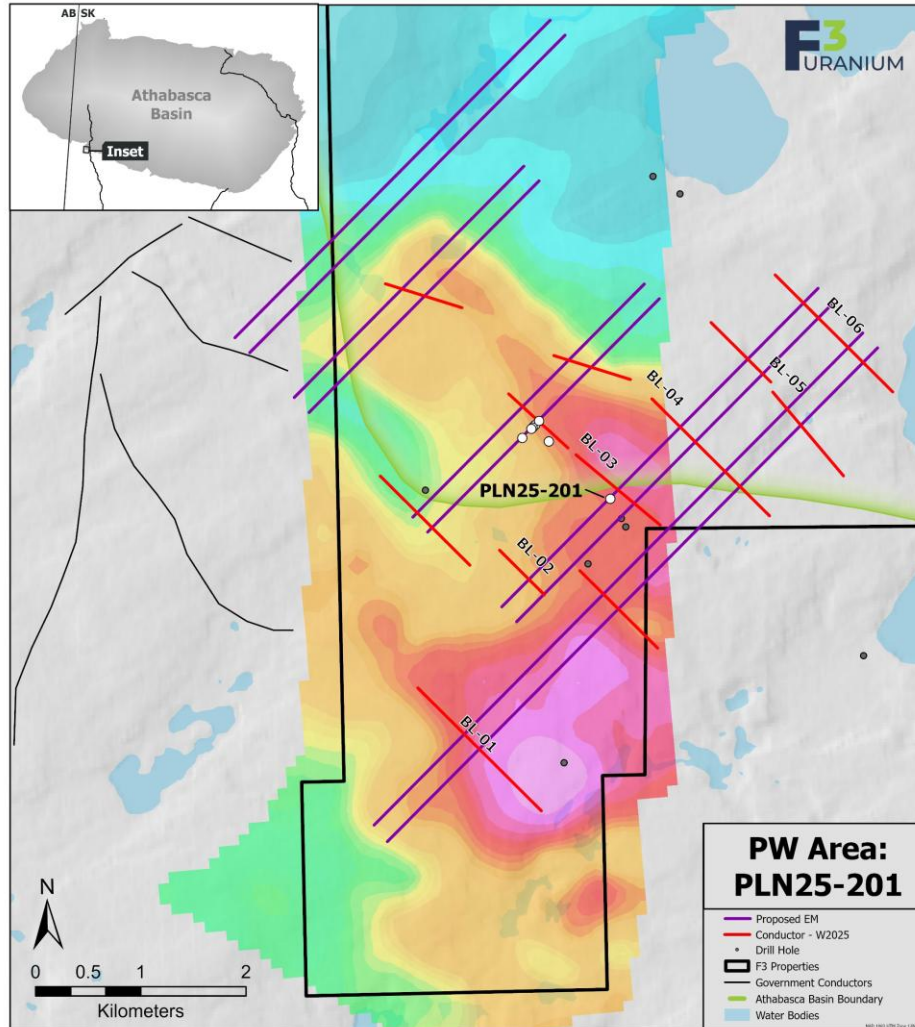 AB SK
Athabasca
Basin
Inset
F3
URANIUM
BL-06
BL-05
BL-04
BL-03
PLN25-201
BL-02
BL-01
N
0 0.5 1 2
Kilometers
PW Area:
PLN25-201
Proposed EM
Conductor - W2025
Drill Hole
F3 Properties
Government Conductors
Athabasca Basin Boundary
Water Bodies